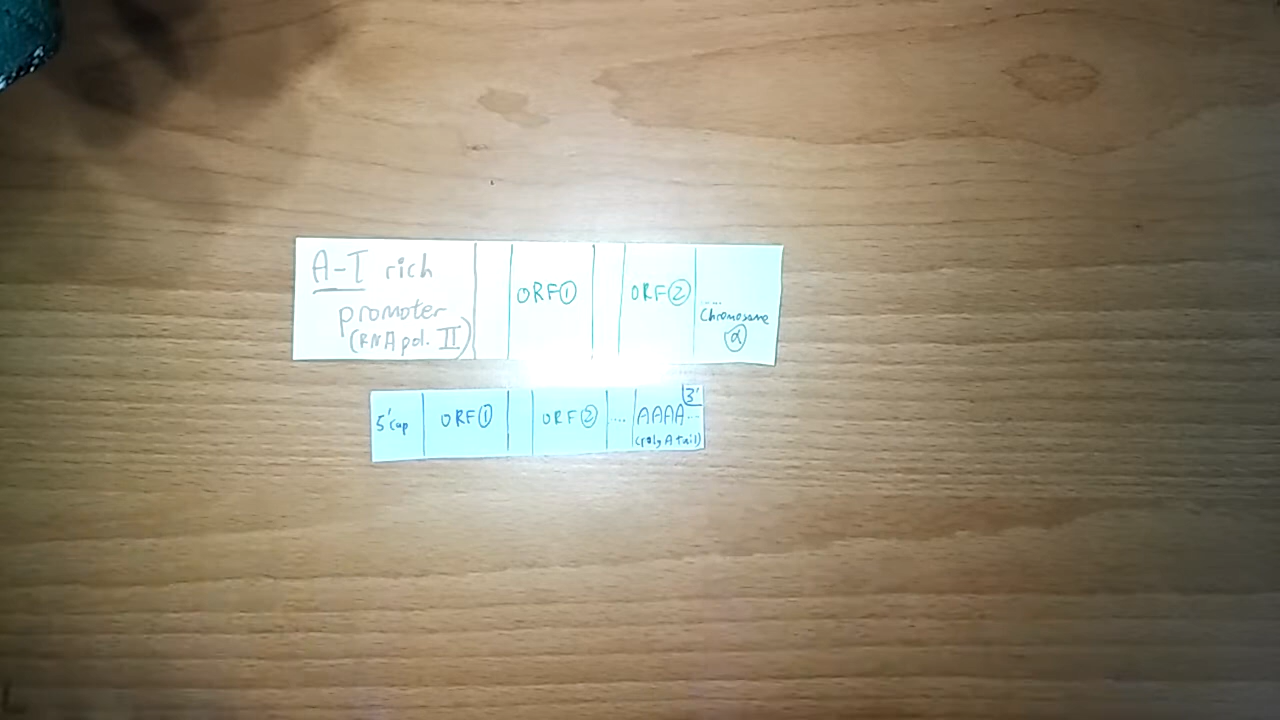 A-T rich
promoter
(RNA pol. II)
ORF①
ORF②
.....
Chromosome
α
5' cap
ORF①
ORF②
...
3'
AAAA...
(poly A tail)